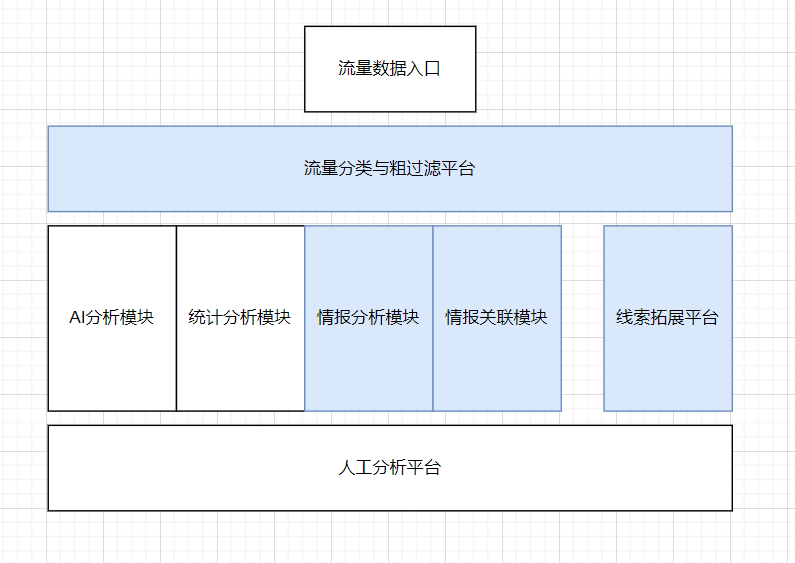 流量数据入口
流量分类与粗过滤平台
AI分析模块
统计分析模块
情报分析模块
情报关联模块
线索拓展平台
人工分析平台